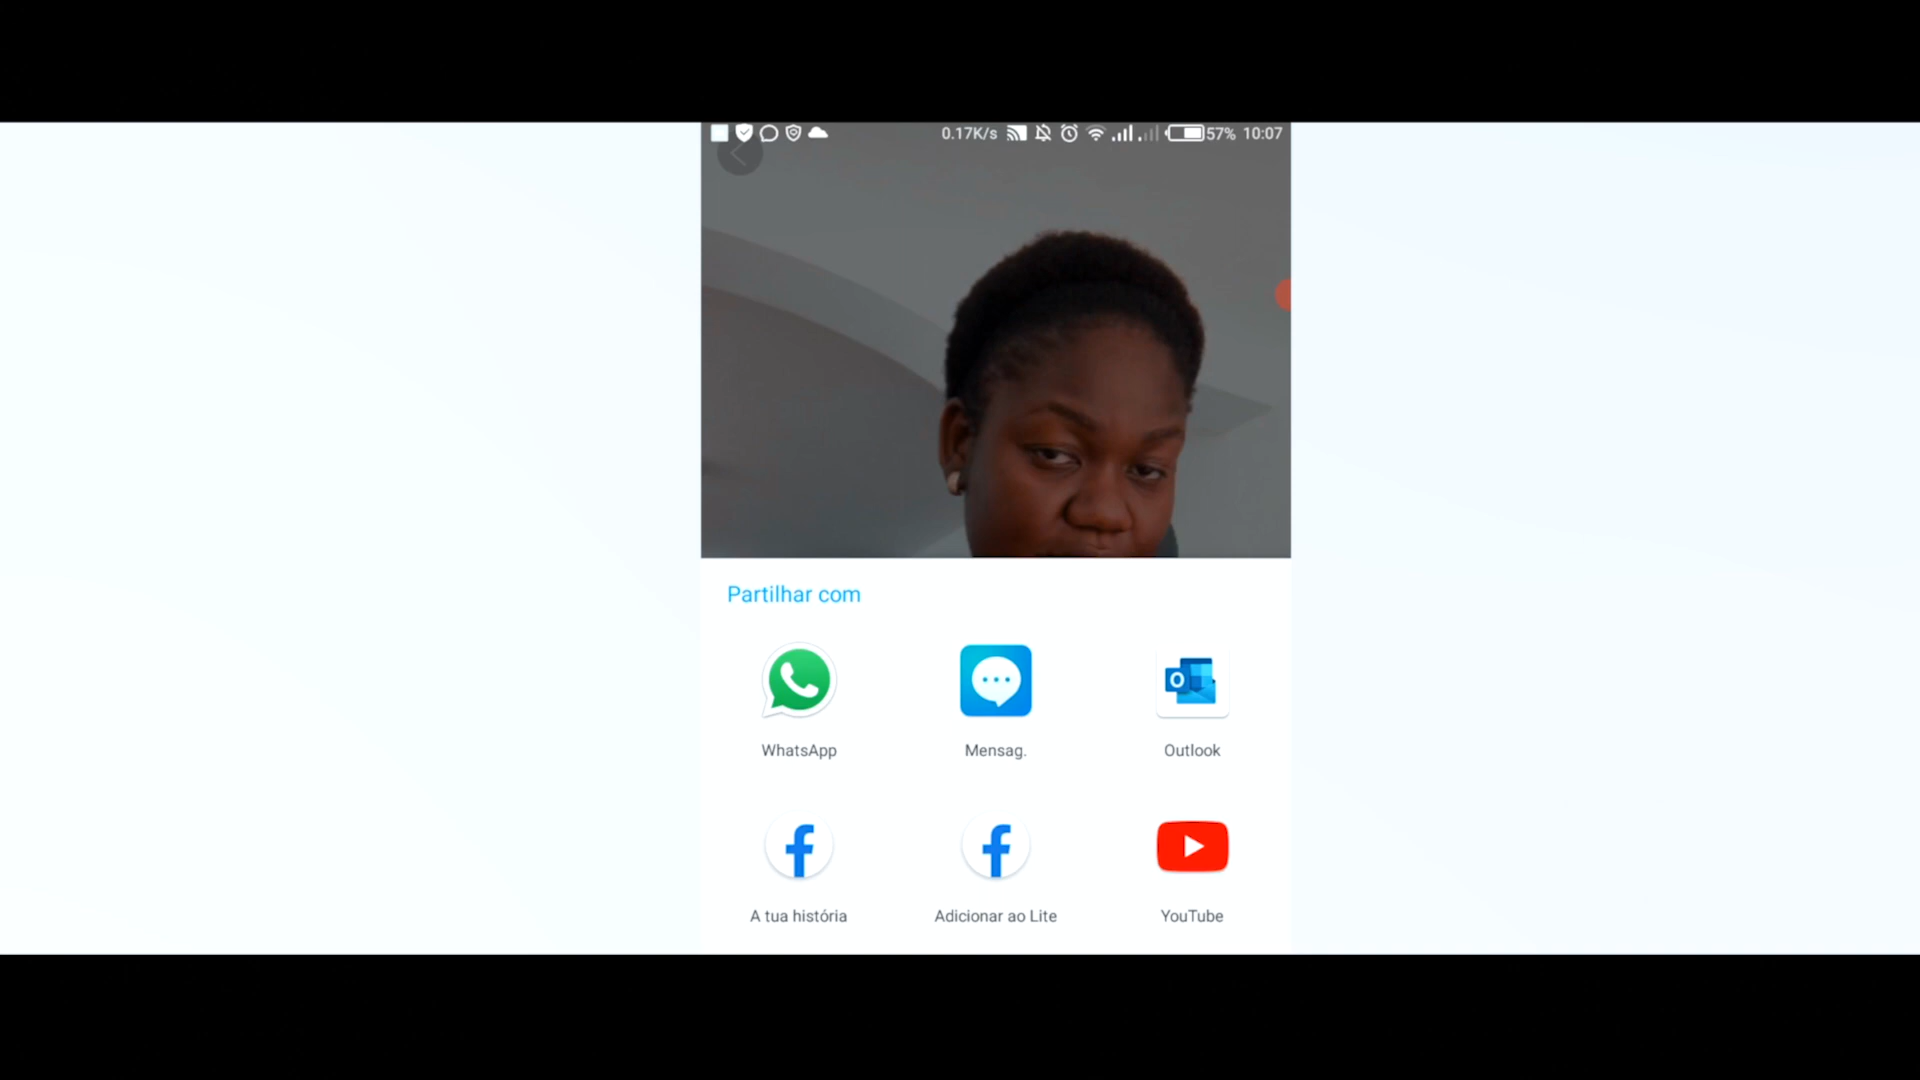 0.17K/s 57% 10:07
Partilhar com
WhatsApp Mensag. Outlook
A tua história Adicionar ao Lite YouTube